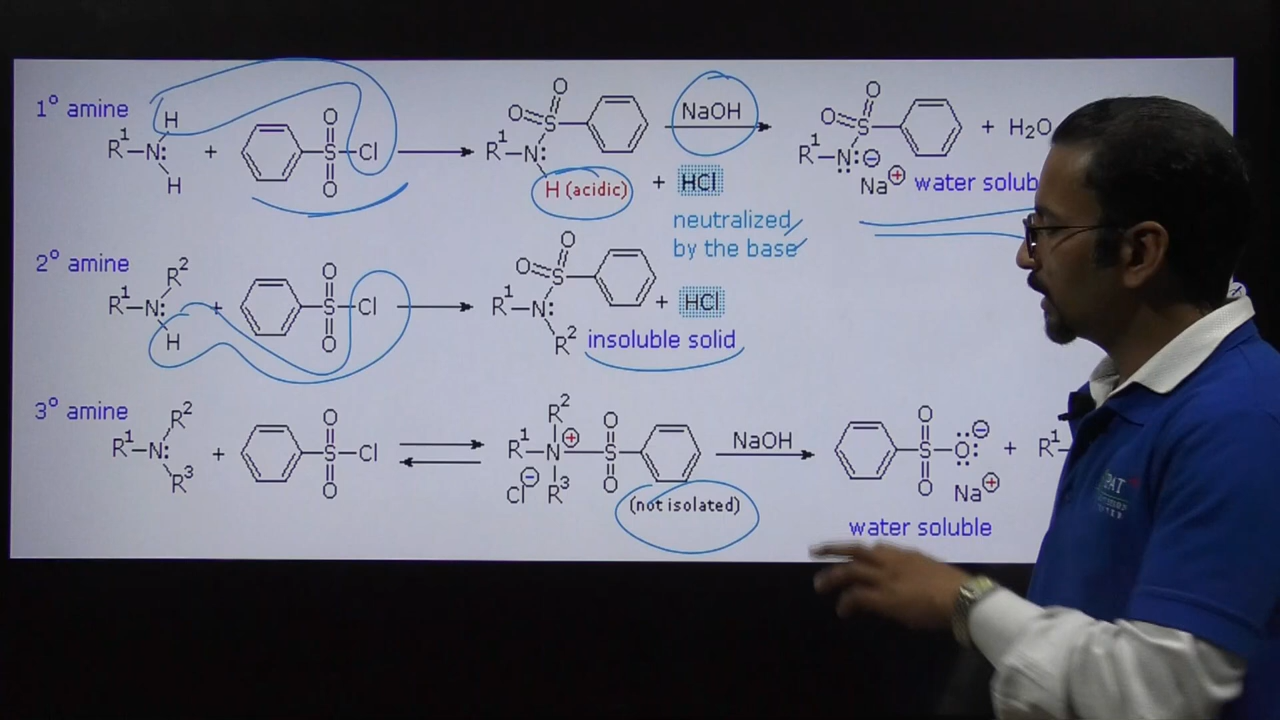 1° amine
H
R¹–N: + O S O Cl → R¹–N: O O S NaOH → O O S R¹–N: ⊖ + H₂O
H
H (acidic) + HCl
Na⊕ water
neutralized
by the base
2° amine
R²
R¹–N: + O S O Cl → R¹–N: O O S + HCl
H
R² insoluble solid
3° amine
R²
R¹–N: + O S O Cl ⇌ R² R¹–N⊕ O S O NaOH → O S O O: ⊖ + R¹–
R³
Cl⊖ R³ Na⊕
(not isolated)
water soluble